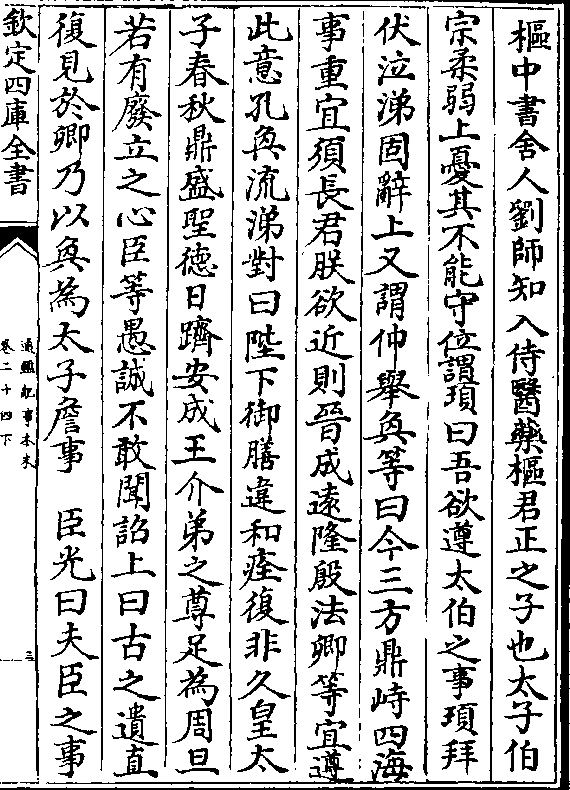 樞中書舍人劉師知入侍醫藥樞君正之子也太子伯
宗柔弱上憂其不能守位謂頊曰吾欲遵太伯之事頊拜
伏泣涕固辭上又謂仲舉奐等曰今三方鼎峙四海
事重宜須長君朕欲近則晉成遠隆殷法卿等宜遵
此意孔奐流涕對曰陛下御膳違和痊復非久皇太
子春秋鼎盛聖德日躋安成王介弟之尊足為周旦
若有廢立之心臣等愚誠不敢聞詔上曰古之遺直
復見於卿乃以奐為太子詹事　臣光曰夫臣之事
欽定四庫全書
通鑑紀事本末
卷二十四下
三